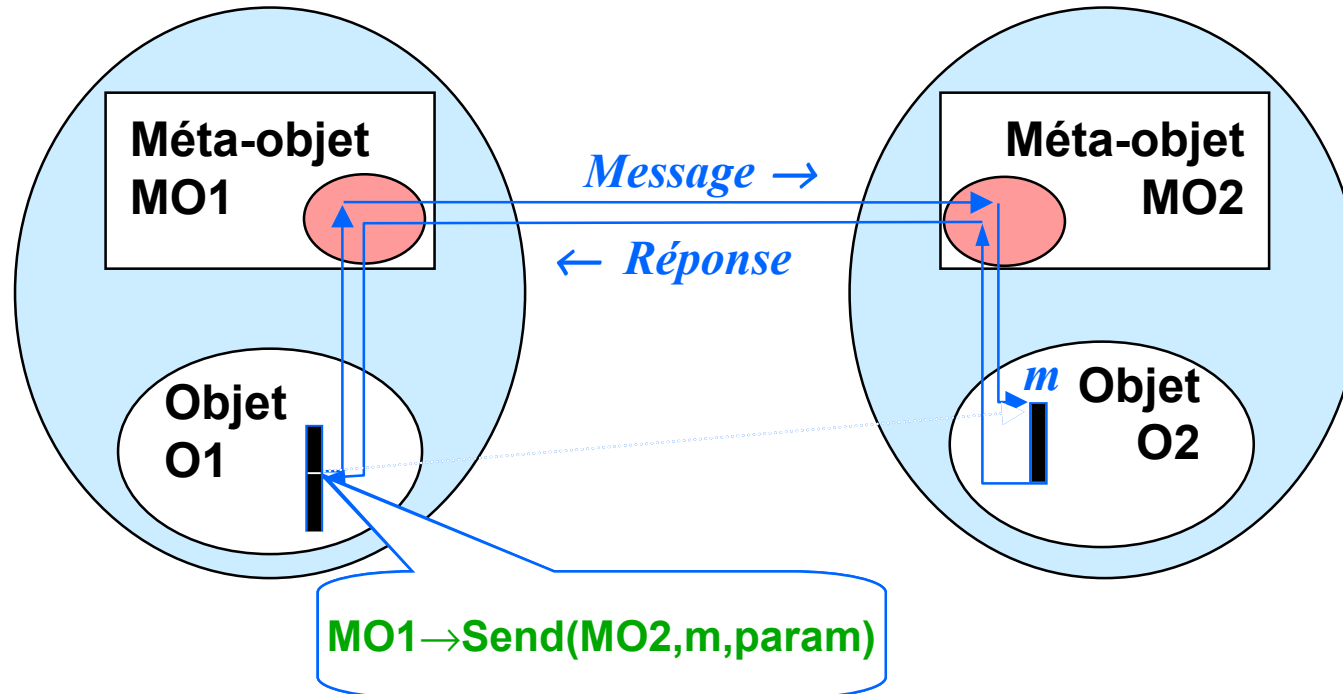 Méta-objet
MO1
Message →
← Réponse
Méta-objet
MO2
Objet
O1
m
Objet
O2
MO1→Send(MO2,m,param)